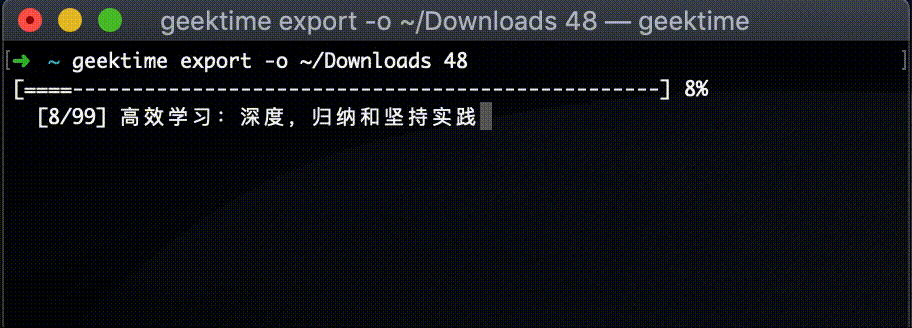 geektime export -o ~/Downloads 48 — geektime
[➜ ~ geektime export -o ~/Downloads 48 ]
[====-------------------------------------------------] 8%
[8/99] 高效学习：深度，归纳和坚持实践